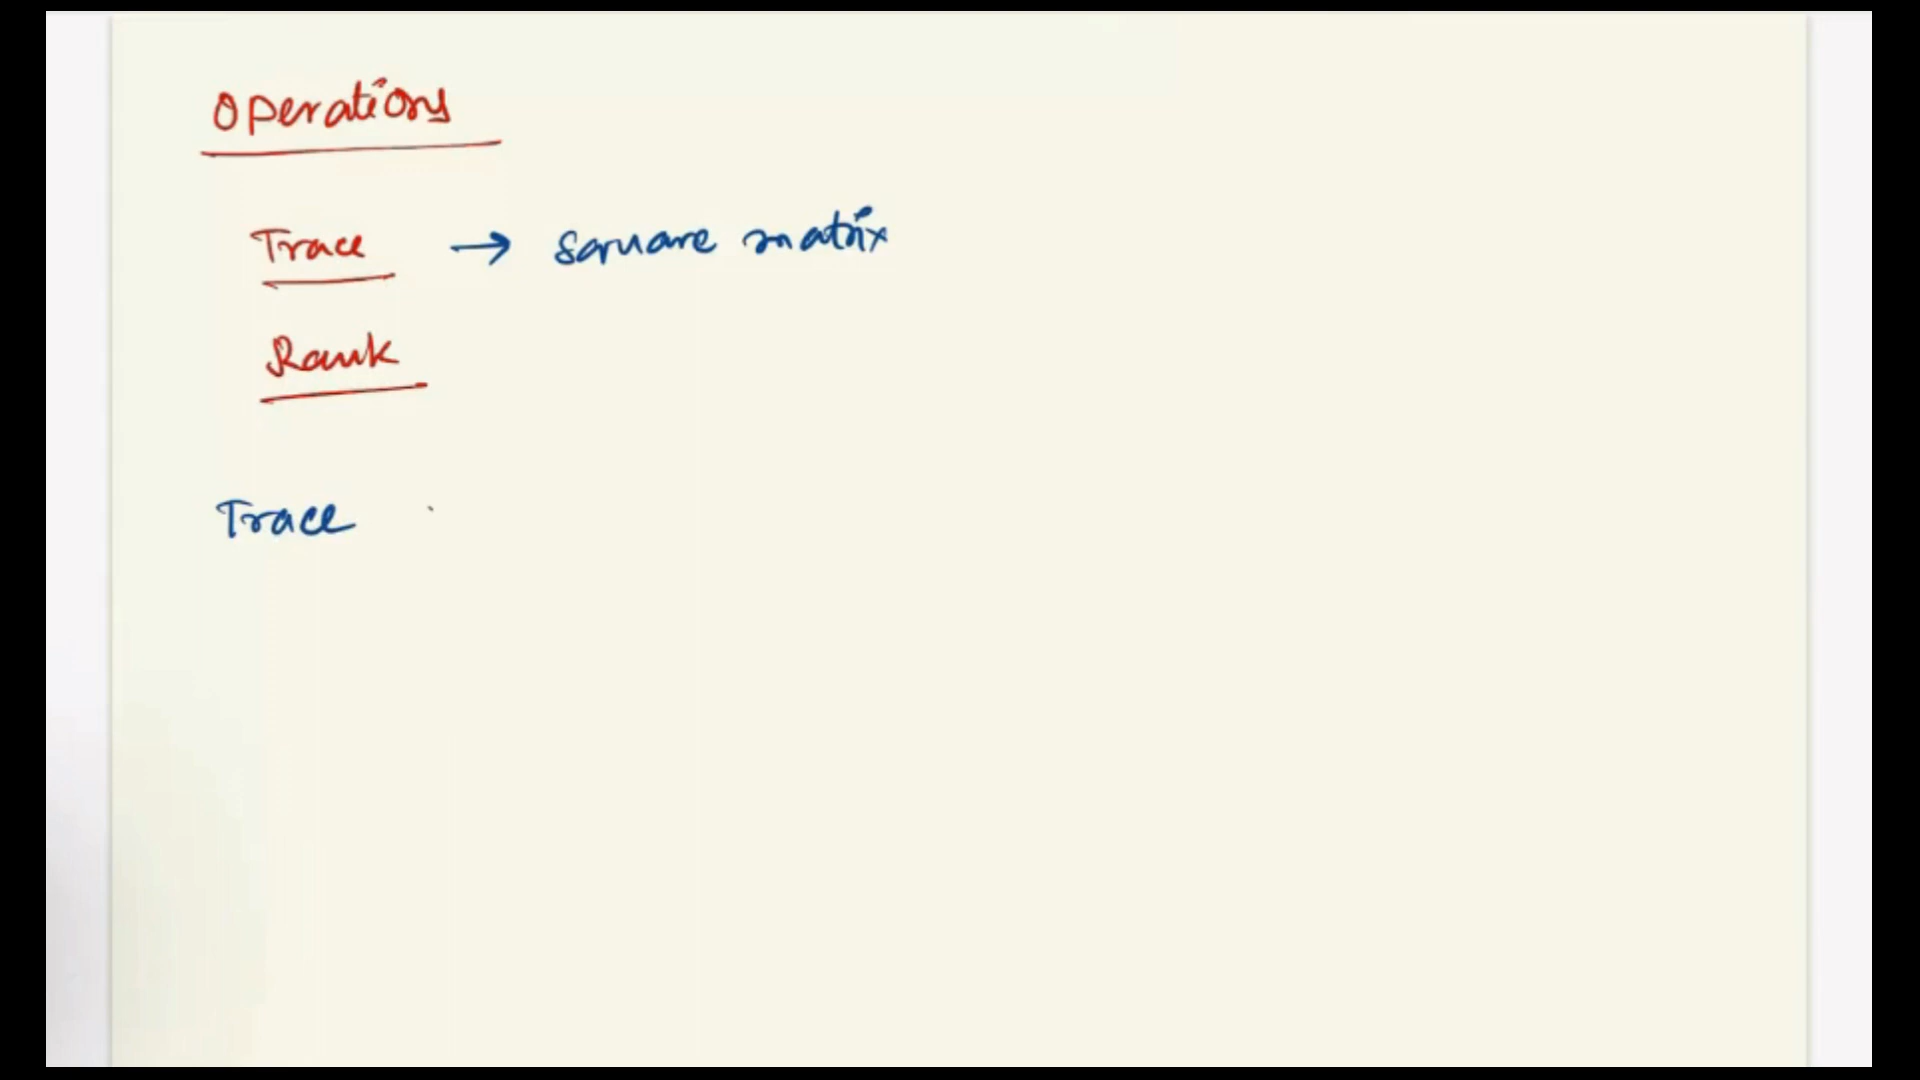 Operations
Trace → square matrix
Rank
Trace